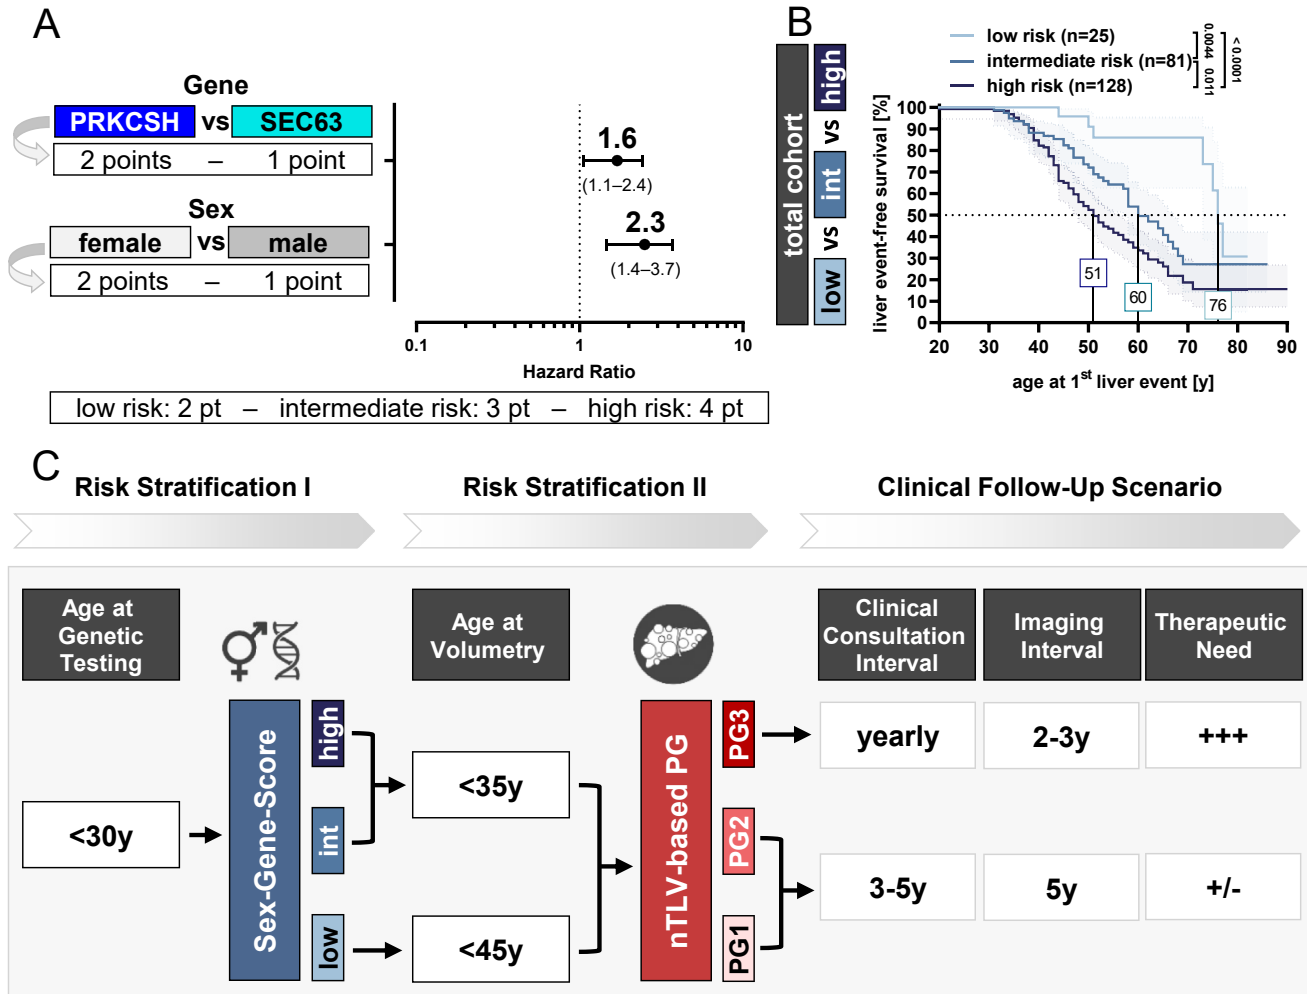 A
Gene
PRKCSH vs SEC63
2 points – 1 point
Sex
female vs male
2 points – 1 point
1.6
(1.1–2.4)
2.3
(1.4–3.7)
0.1 1 10
Hazard Ratio
low risk: 2 pt – intermediate risk: 3 pt – high risk: 4 pt
B
total cohort
low vs int vs high
low risk (n=25)
intermediate risk (n=81)
high risk (n=128)
0.0044
0.011
< 0.0001
liver event-free survival [%]
100
90
80
70
60
50
40
30
20
10
0
51
60
76
20 30 40 50 60 70 80 90
age at 1st liver event [y]
C
Risk Stratification I
Risk Stratification II
Clinical Follow-Up Scenario
Age at
Genetic
Testing
Age at
Volumetry
Clinical
Consultation
Interval
Imaging
Interval
Therapeutic
Need
<30y
Sex-Gene-Score
high
int
low
<35y
<45y
nTLV-based PG
PG3
PG2
PG1
yearly
2-3y
+++
3-5y
5y
+/-